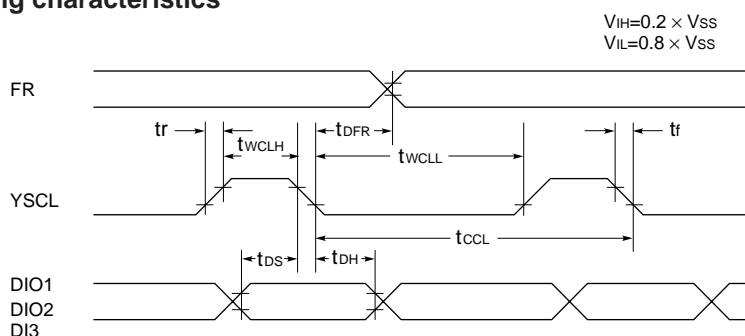 ng characteristics
VIH=0.2 × VSS
VIL=0.8 × VSS
FR
tr
tWCLH
tDFR
tWCLL
tf
YSCL
tCCL
tDS
tDH
DIO1
DIO2
DI3